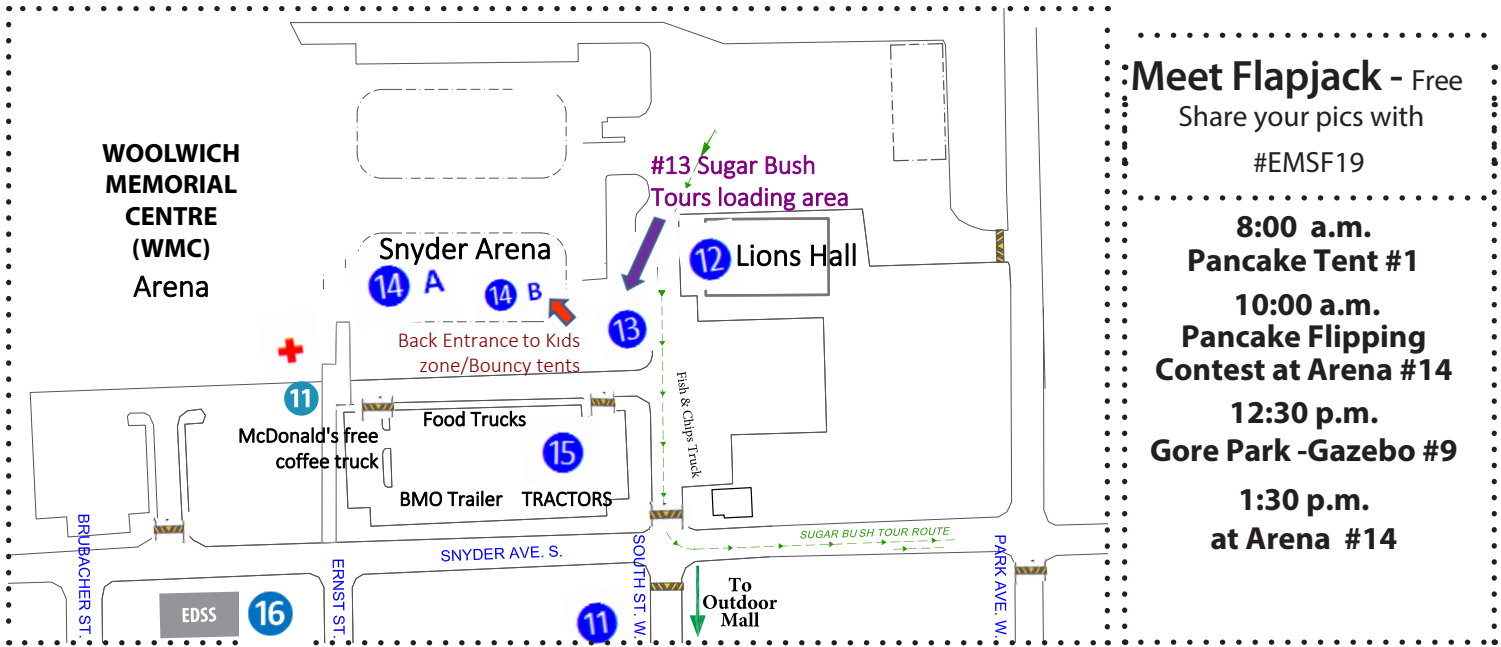 WOOLWICH
MEMORIAL
CENTRE
(WMC)
Arena
#13 Sugar Bush
Tours loading area
Snyder Arena
14 A
14 B
12 Lions Hall
13
Back Entrance to Kids
zone/Bouncy tents
11
McDonald's free
coffee truck
Food Trucks
15
BMO Trailer TRACTORS
Fish & Chips Truck
BRUBACHER ST.
ERNST ST.
SNYDER AVE. S.
SOUTH ST. W.
SUGAR BUSH TOUR ROUTE
PARK AVE. W.
EDSS 16
11
To
Outdoor
Mall
Meet Flapjack - Free
Share your pics with
#EMSF19
8:00 a.m.
Pancake Tent #1
10:00 a.m.
Pancake Flipping
Contest at Arena #14
12:30 p.m.
Gore Park -Gazebo #9
1:30 p.m.
at Arena #14